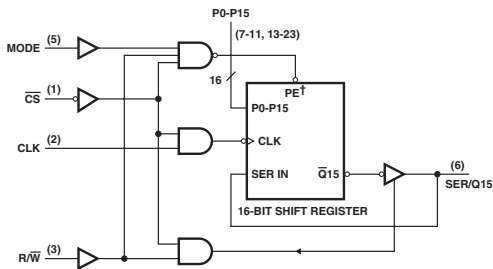 P0-P15
(7-11, 13-23)
MODE (5)
16
PE†
CS (1)
P0-P15
CLK (2)
CLK
SER IN
Q15
(6)
SER/Q15
16-BIT SHIFT REGISTER
R/W (3)